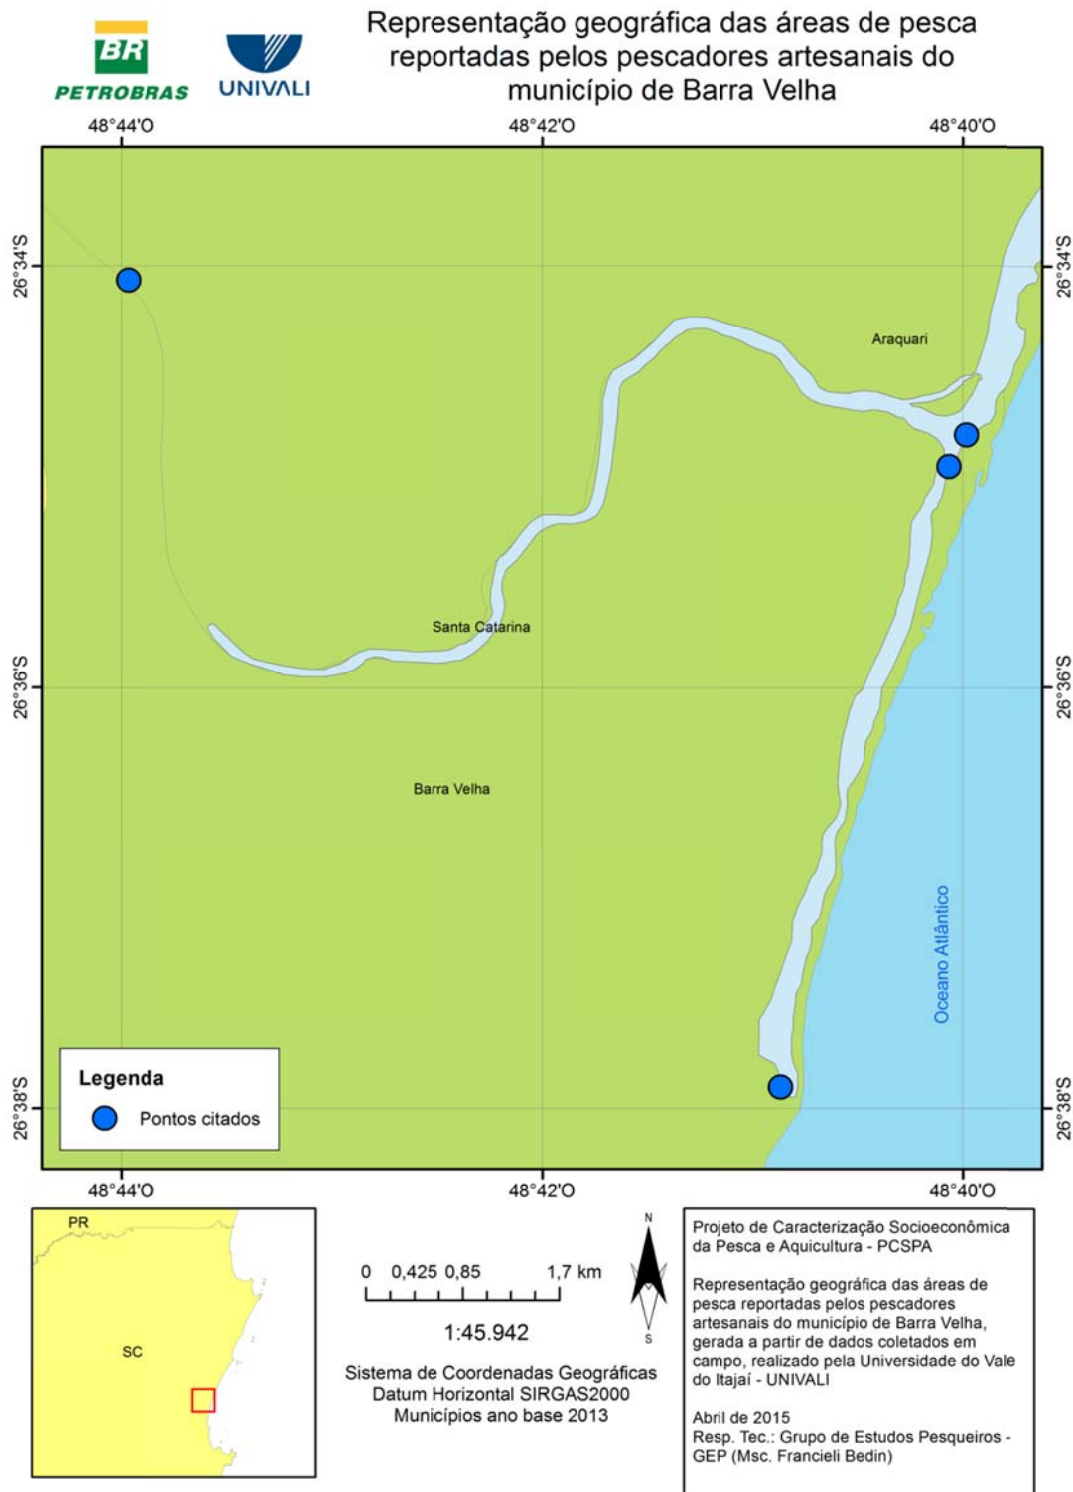 BR
PETROBRAS
UNIVALI
Representação geográfica das áreas de pesca
reportadas pelos pescadores artesanais do
município de Barra Velha
48°44'O
48°42'O
48°40'O
26°34'S
26°34'S
Araquari
Santa Catarina
26°36'S
26°36'S
Barra Velha
Oceano Atlântico
Legenda
Pontos citados
26°38'S
26°38'S
48°44'O
48°42'O
48°40'O
PR
SC
0 0,425 0,85 1,7 km
1:45.942
Sistema de Coordenadas Geográficas
Datum Horizontal SIRGAS2000
Municípios ano base 2013
N
S
Projeto de Caracterização Socioeconômica
da Pesca e Aquicultura - PCSPA
Representação geográfica das áreas de
pesca reportadas pelos pescadores
artesanais do município de Barra Velha,
gerada a partir de dados coletados em
campo, realizado pela Universidade do Vale
do Itajaí - UNIVALI
Abril de 2015
Resp. Tec.: Grupo de Estudos Pesqueiros -
GEP (Msc. Francieli Bedin)